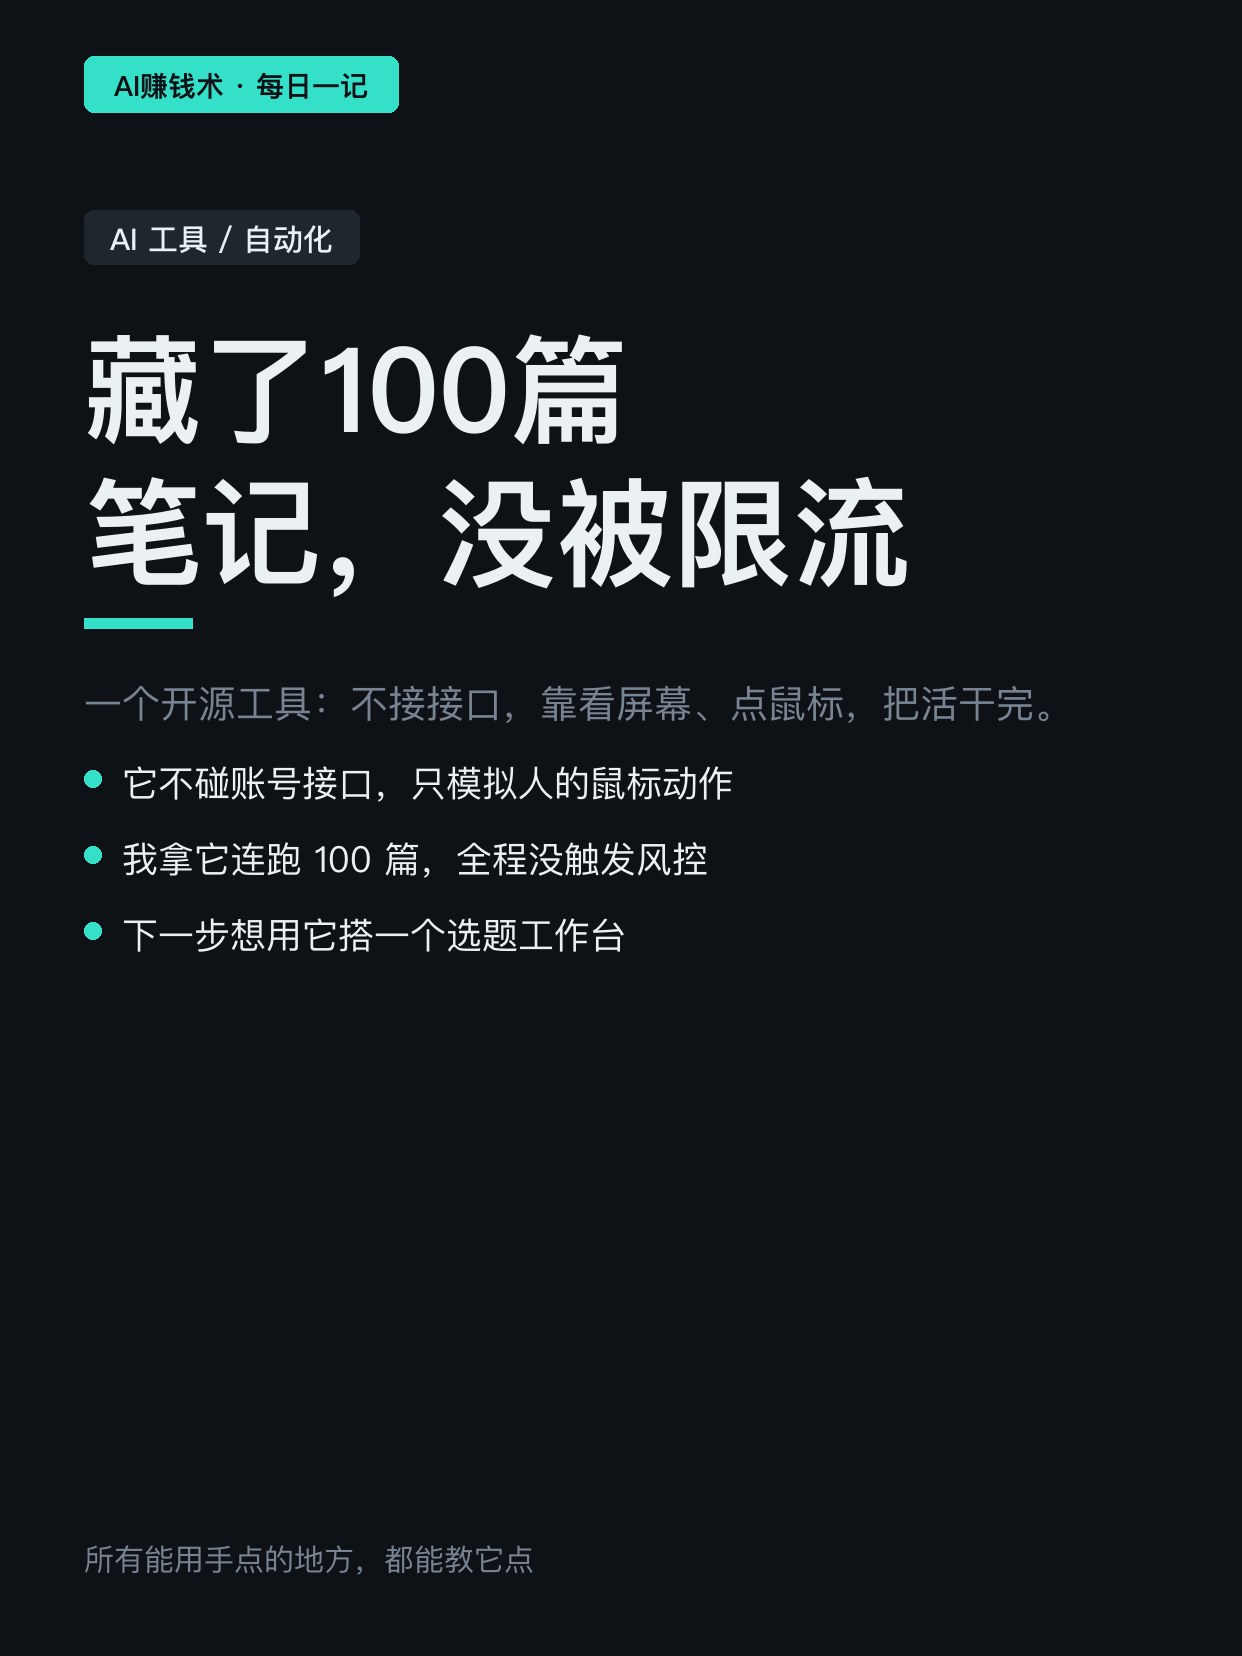 AI赚钱术 · 每日一记
AI 工具 / 自动化
藏了100篇
笔记，没被限流
一个开源工具：不接接口，靠看屏幕、点鼠标，把活干完。
它不碰账号接口，只模拟人的鼠标动作
我拿它连跑 100 篇，全程没触发风控
下一步想用它搭一个选题工作台
所有能用手点的地方，都能教它点